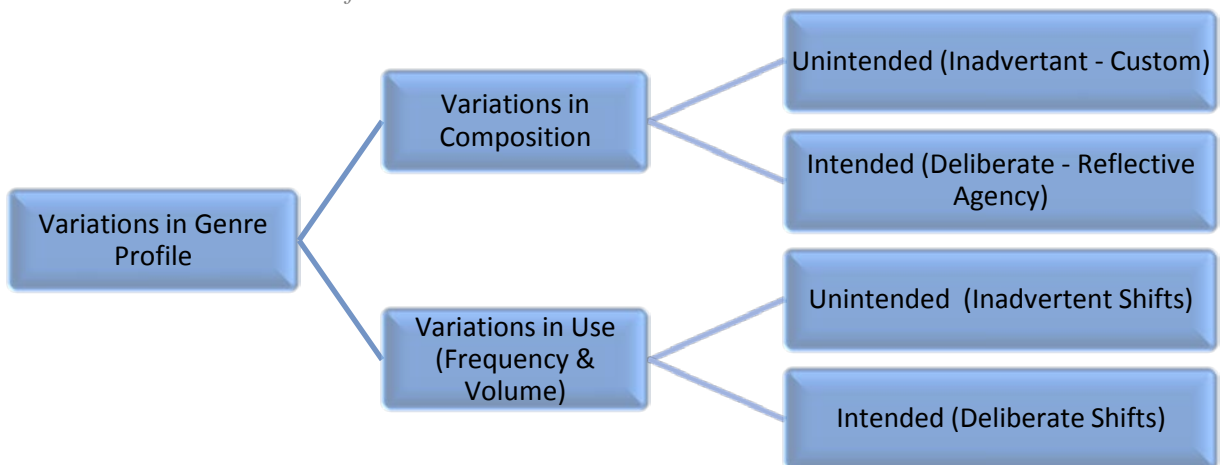 Unintended (Inadvertant - Custom)
Variations in
Composition
Intended (Deliberate - Reflective
Agency)
Variations in Genre
Profile
Unintended (Inadvertent Shifts)
Variations in Use
(Frequency &
Volume)
Intended (Deliberate Shifts)